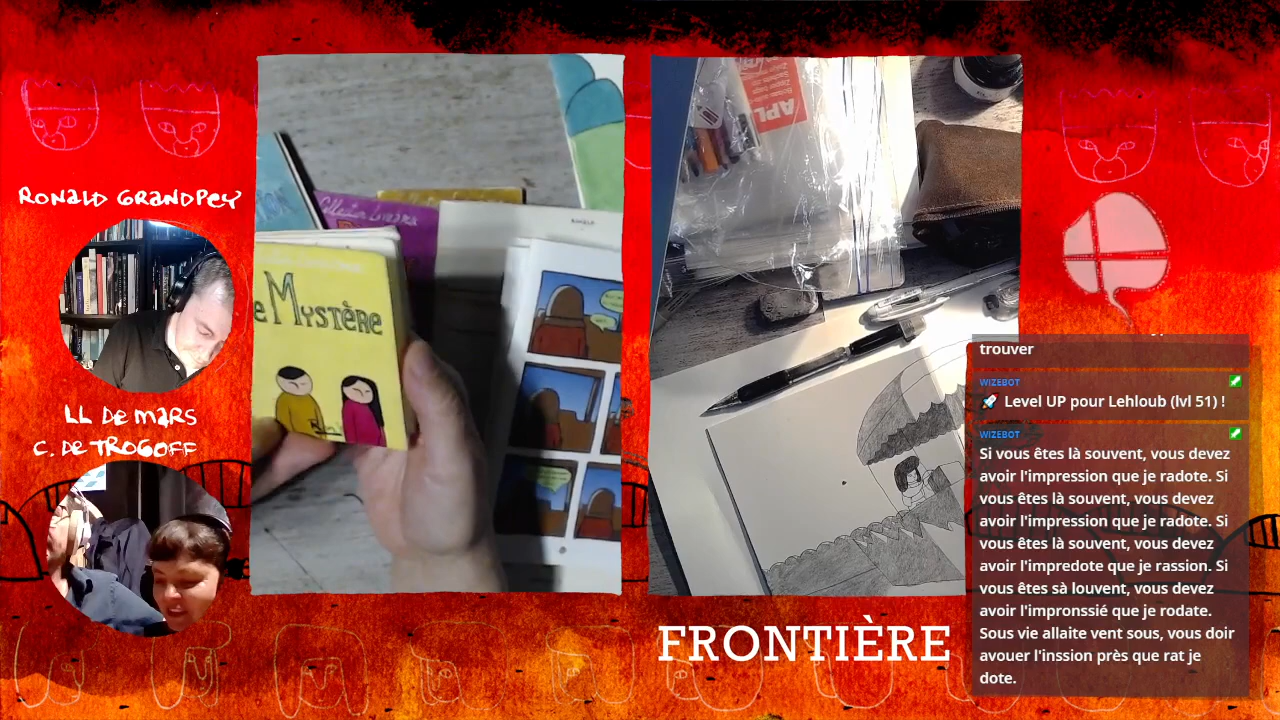 RONALD GRANDPEY
LL DE MARS
C. DE TROGOFF
Collection
e MYSTÈRE
APLI
FRONTIÈRE
trouver
WIZEBOT
🚀 Level UP pour Lehloub (lvl 51) !
WIZEBOT
Si vous êtes là souvent, vous devez
avoir l'impression que je radote. Si
vous êtes là souvent, vous devez
avoir l'impression que je radote. Si
vous êtes là souvent, vous devez
avoir l'impredote que je rassion. Si
vous êtes sà louvent, vous devez
avoir l'impronssié que je rodate.
Sous vie allaite vent sous, vous doir
avouer l'inssion près que rat je
dote.